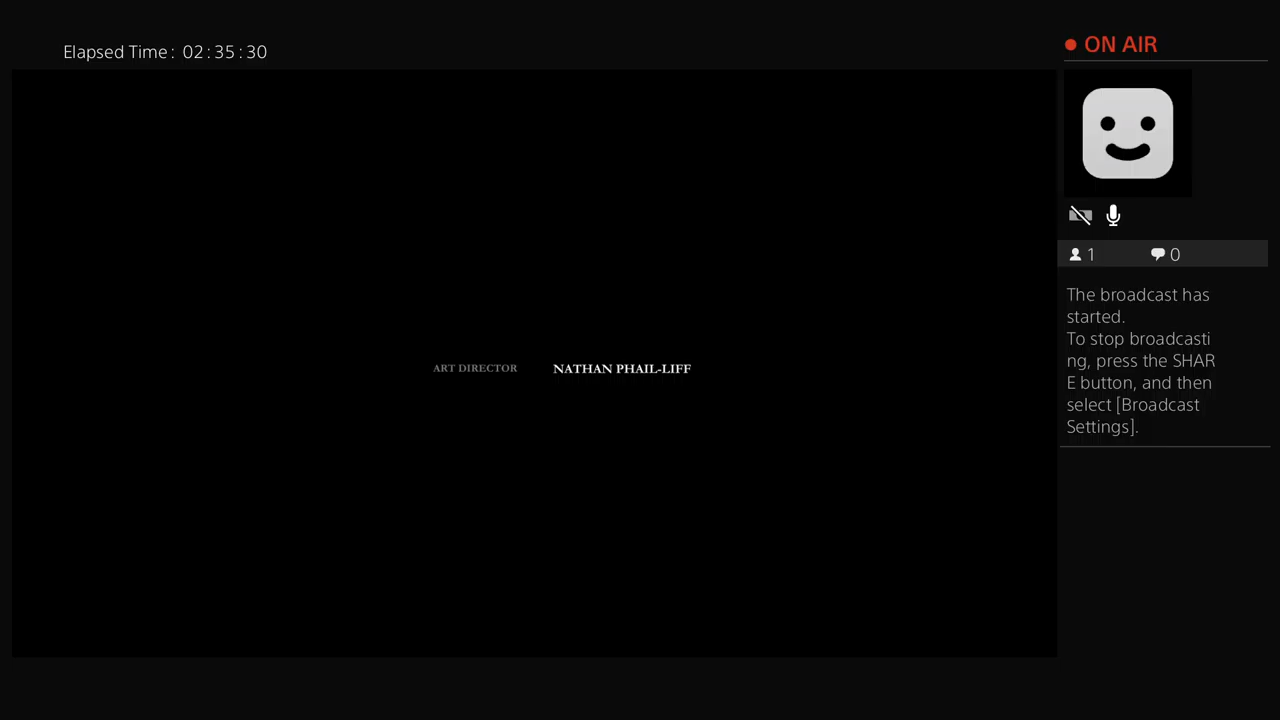 Elapsed Time: 02:35:30
ON AIR
1 0
The broadcast has
started.
To stop broadcasti
ng, press the SHAR
E button, and then
select [Broadcast
Settings].
ART DIRECTOR NATHAN PHAIL-LIFF